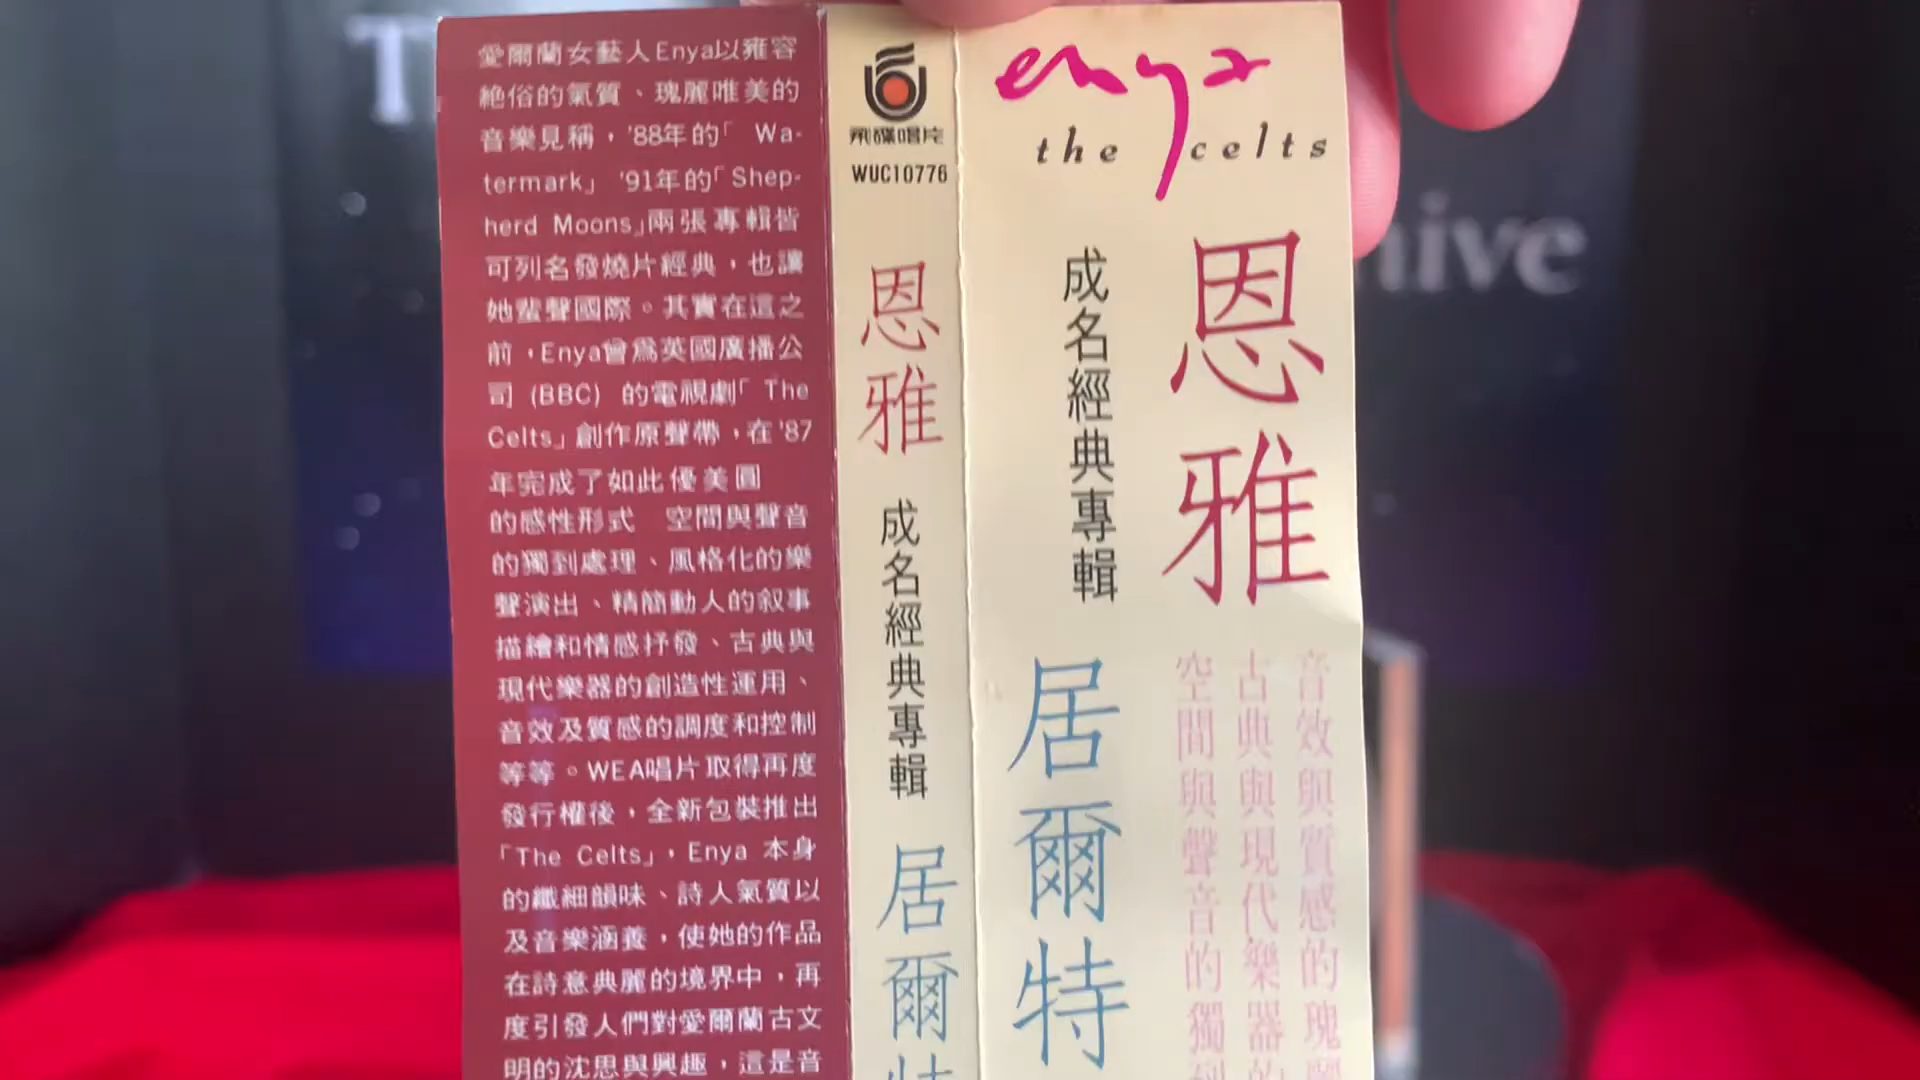 愛爾蘭女藝人Enya以雍容
絕俗的氣質、瑰麗唯美的
音樂見稱，'88年的「 Wa-
termark」 '91年的「Shep-
herd Moons」兩張專輯皆
可列名發燒片經典，也讓
她蜚聲國際。其實在這之
前，Enya曾爲英國廣播公
司 (BBC) 的電視劇「 The
Celts」創作原聲帶，在'87
年完成了如此優美圓
的感性形式 空間與聲音
的獨到處理、風格化的樂
聲演出、精簡動人的叙事
描繪和情感抒發、古典與
現代樂器的創造性運用、
音效及質感的調度和控制
等等。WEA唱片取得再度
發行權後，全新包裝推出
「The Celts」，Enya 本身
的纖細韻味、詩人氣質以
及音樂涵養，使她的作品
在詩意典麗的境界中，再
度引發人們對愛爾蘭古文
明的沈思與興趣，這是音
飛碟唱片
WUC10776
恩雅
成名經典專輯
居爾特
enya
the celts
恩雅
成名經典專輯
居爾特
音效與質感的瑰麗
古典與現代樂器的
空間與聲音的獨到
hive